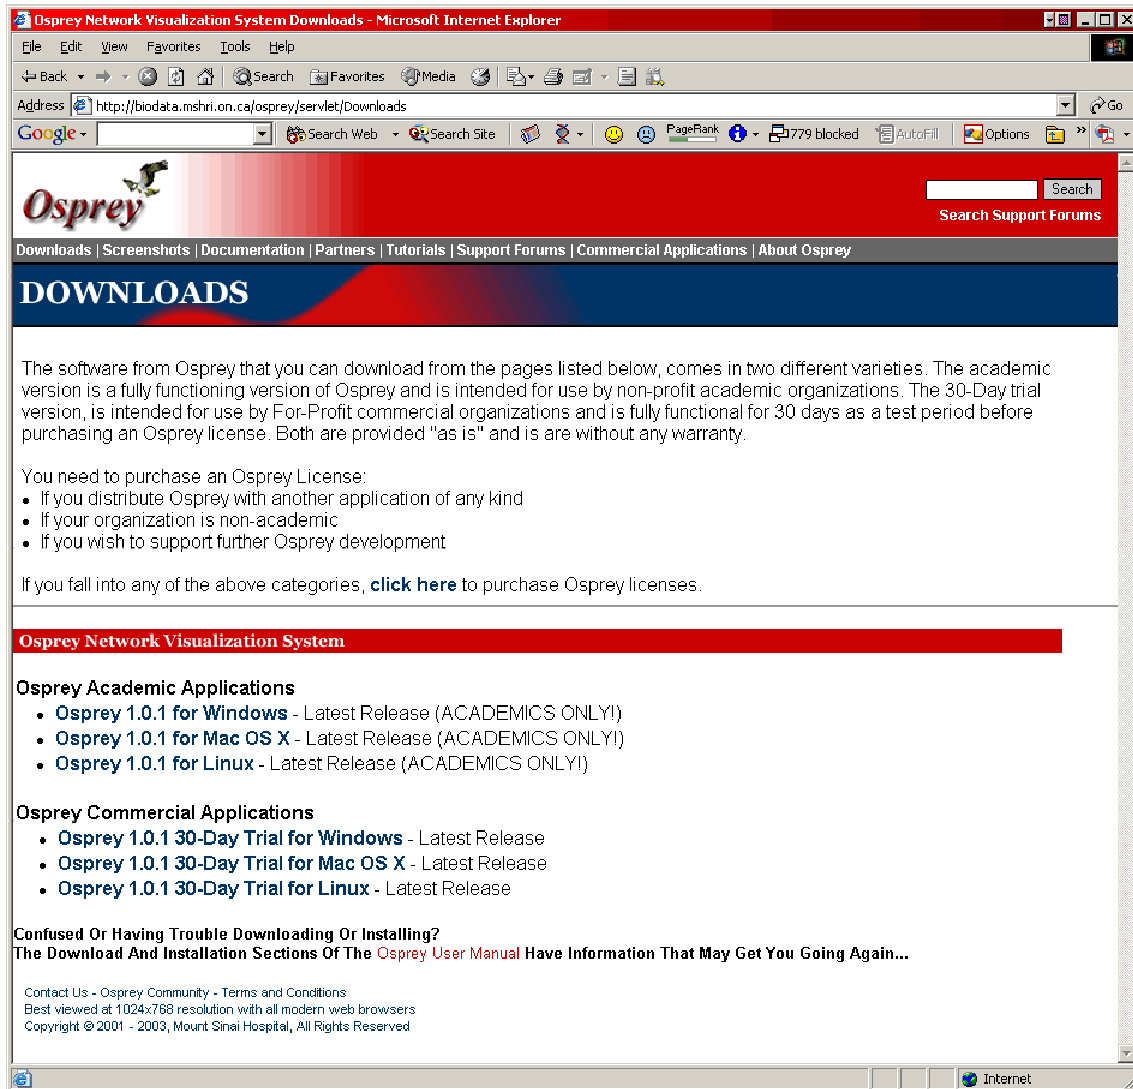 Osprey Network Visualization System Downloads - Microsoft Internet Explorer
File Edit View Favorites Tools Help
Back Search Favorites Media
Address http://biodata.mshri.on.ca/osprey/servlet/Downloads Go
Google Search Web Search Site PageRank 779 blocked AutoFill Options »
Osprey
Search
Search Support Forums
Downloads | Screenshots | Documentation | Partners | Tutorials | Support Forums | Commercial Applications | About Osprey
DOWNLOADS
The software from Osprey that you can download from the pages listed below, comes in two different varieties. The academic
version is a fully functioning version of Osprey and is intended for use by non-profit academic organizations. The 30-Day trial
version, is intended for use by For-Profit commercial organizations and is fully functional for 30 days as a test period before
purchasing an Osprey license. Both are provided "as is" and is are without any warranty.
You need to purchase an Osprey License:
• If you distribute Osprey with another application of any kind
• If your organization is non-academic
• If you wish to support further Osprey development
If you fall into any of the above categories, click here to purchase Osprey licenses.
Osprey Network Visualization System
Osprey Academic Applications
• Osprey 1.0.1 for Windows - Latest Release (ACADEMICS ONLY!)
• Osprey 1.0.1 for Mac OS X - Latest Release (ACADEMICS ONLY!)
• Osprey 1.0.1 for Linux - Latest Release (ACADEMICS ONLY!)
Osprey Commercial Applications
• Osprey 1.0.1 30-Day Trial for Windows - Latest Release
• Osprey 1.0.1 30-Day Trial for Mac OS X - Latest Release
• Osprey 1.0.1 30-Day Trial for Linux - Latest Release
Confused Or Having Trouble Downloading Or Installing?
The Download And Installation Sections Of The Osprey User Manual Have Information That May Get You Going Again...
Contact Us - Osprey Community - Terms and Conditions
Best viewed at 1024x768 resolution with all modern web browsers
Copyright © 2001 - 2003, Mount Sinai Hospital, All Rights Reserved
Internet